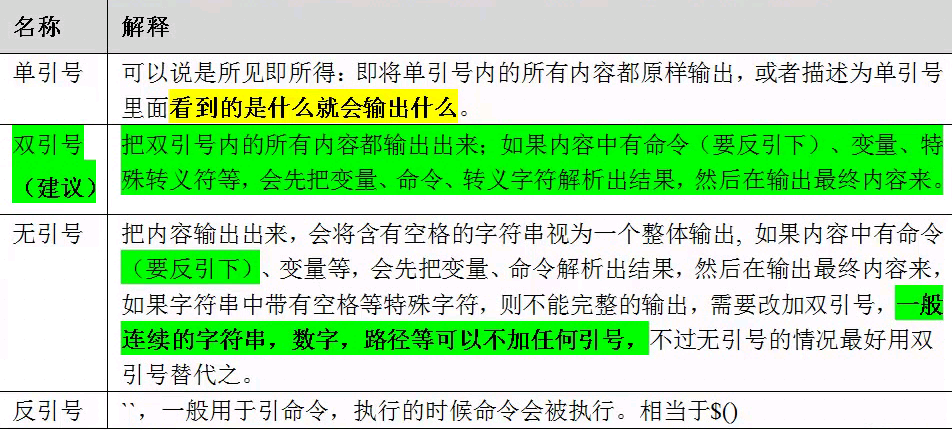 名称 解释
单引号 可以说是所见即所得：即将单引号内的所有内容都原样输出，或者描述为单引号
里面看到的是什么就会输出什么。
双引号 把双引号内的所有内容都输出出来；如果内容中有命令（要反引下）、变量、特
（建议） 殊转义符等，会先把变量、命令、转义字符解析出结果，然后在输出最终内容来。
无引号 把内容输出出来，会将含有空格的字符串视为一个整体输出, 如果内容中有命令
（要反引下）、变量等，会先把变量、命令解析出结果，然后在输出最终内容来，
如果字符串中带有空格等特殊字符，则不能完整的输出，需要改加双引号，一般
连续的字符串，数字，路径等可以不加任何引号，不过无引号的情况最好用双
引号替代之。
反引号 ``，一般用于引命令，执行的时候命令会被执行。相当于$()